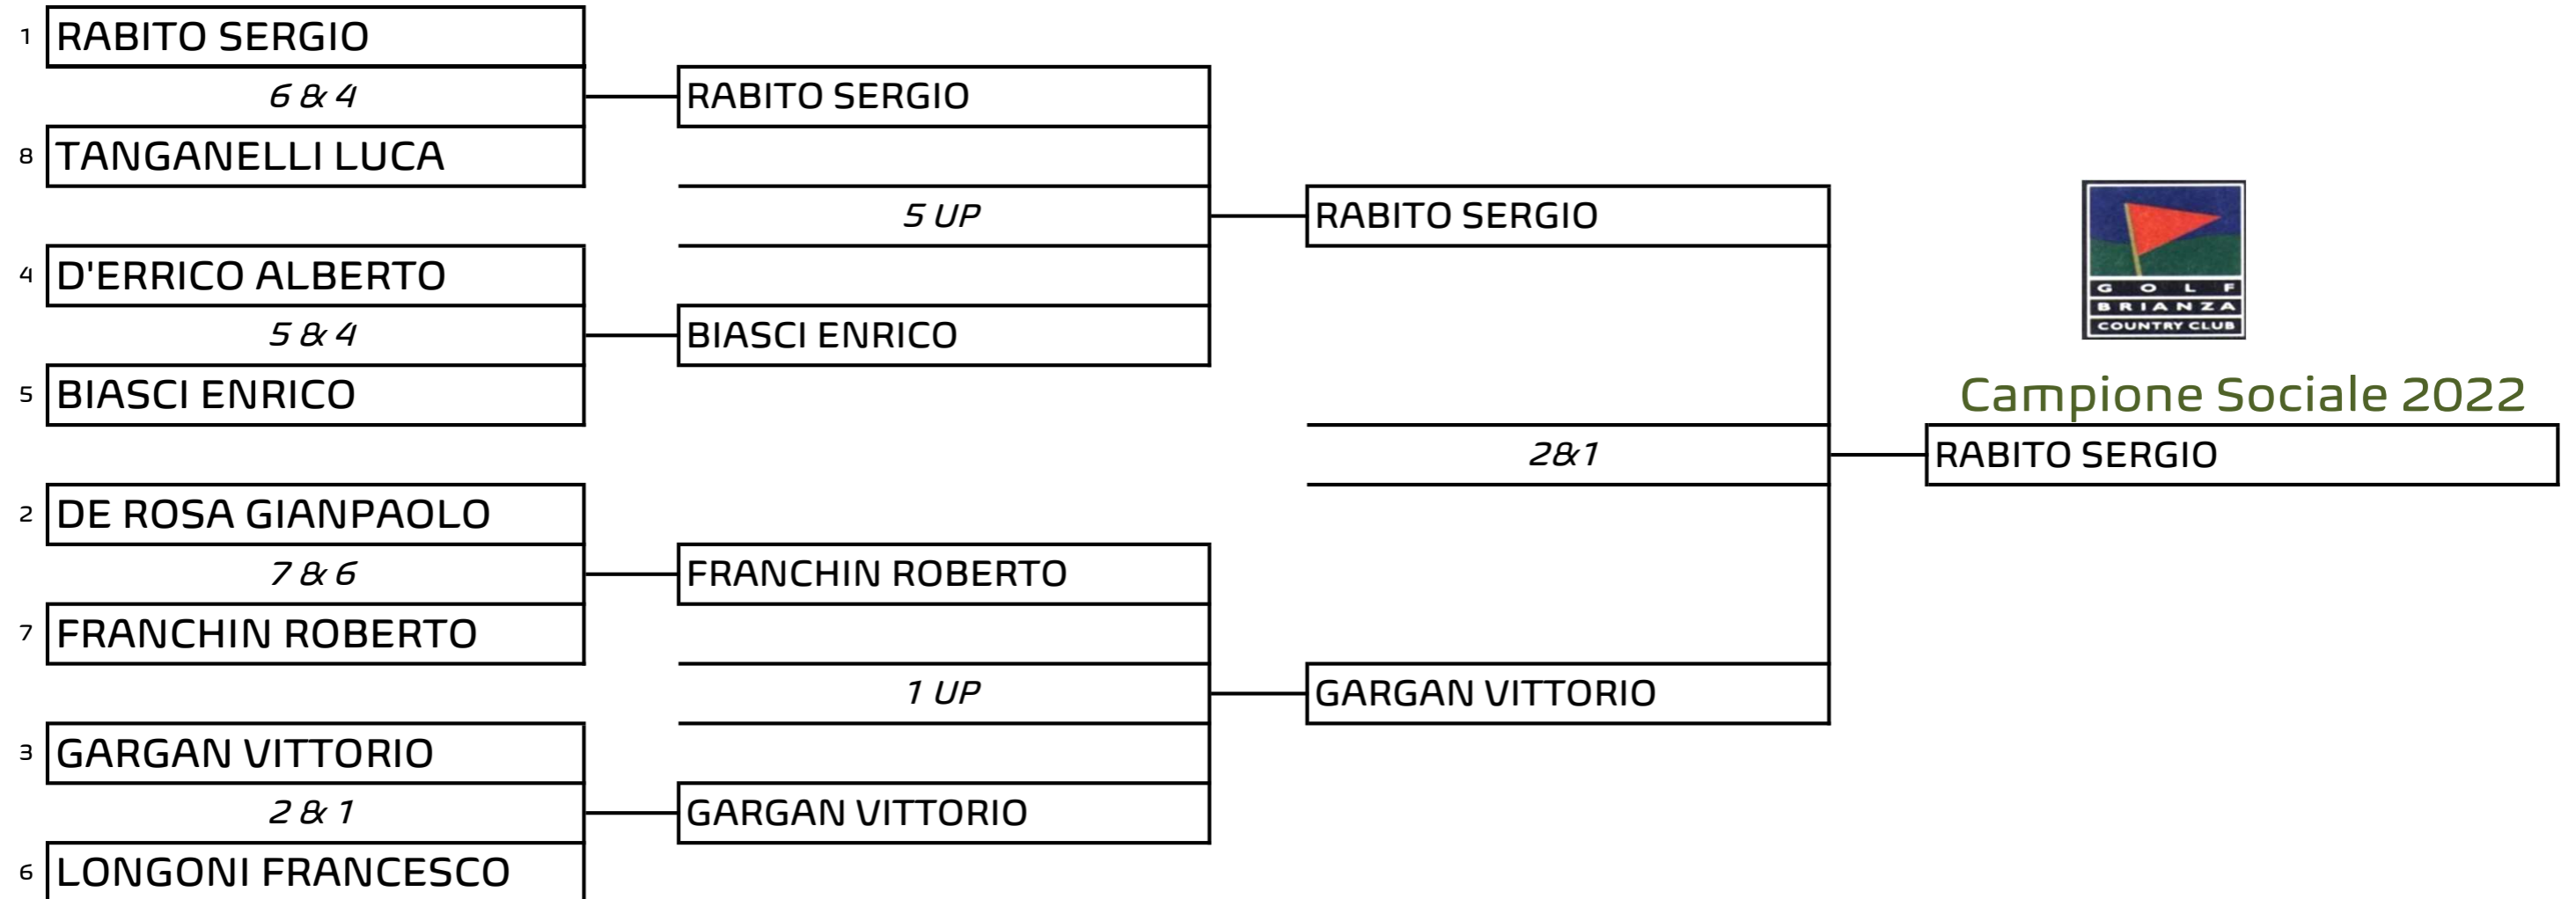 1 RABITO SERGIO
6 & 4
8 TANGANELLI LUCA
4 D'ERRICO ALBERTO
5 & 4
5 BIASCI ENRICO
2 DE ROSA GIANPAOLO
7 & 6
7 FRANCHIN ROBERTO
3 GARGAN VITTORIO
2 & 1
6 LONGONI FRANCESCO
RABITO SERGIO
5 UP
BIASCI ENRICO
FRANCHIN ROBERTO
1 UP
GARGAN VITTORIO
RABITO SERGIO
2&1
GARGAN VITTORIO
GOLF
BRIANZA
COUNTRY CLUB
Campione Sociale 2022
RABITO SERGIO